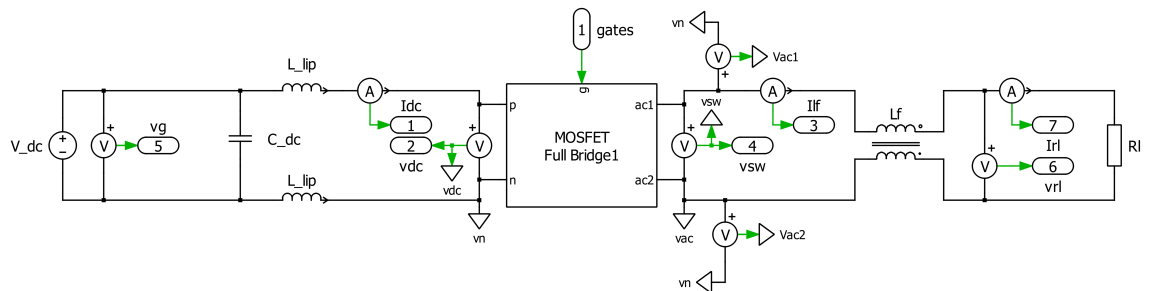 1 gates
vn
V
Vac1
+
L_lip
A
Idc
1
vg
5
V_dc
+
V
C_dc
2
vdc
vdc
+
V
L_lip
vn
g
p
n
MOSFET
Full Bridge1
ac1
ac2
vsw
V
+
4
vsw
A
Ilf
3
vac
+
V
Vac2
vn
Lf
A
7
Irl
6
vrl
+
V
Rl